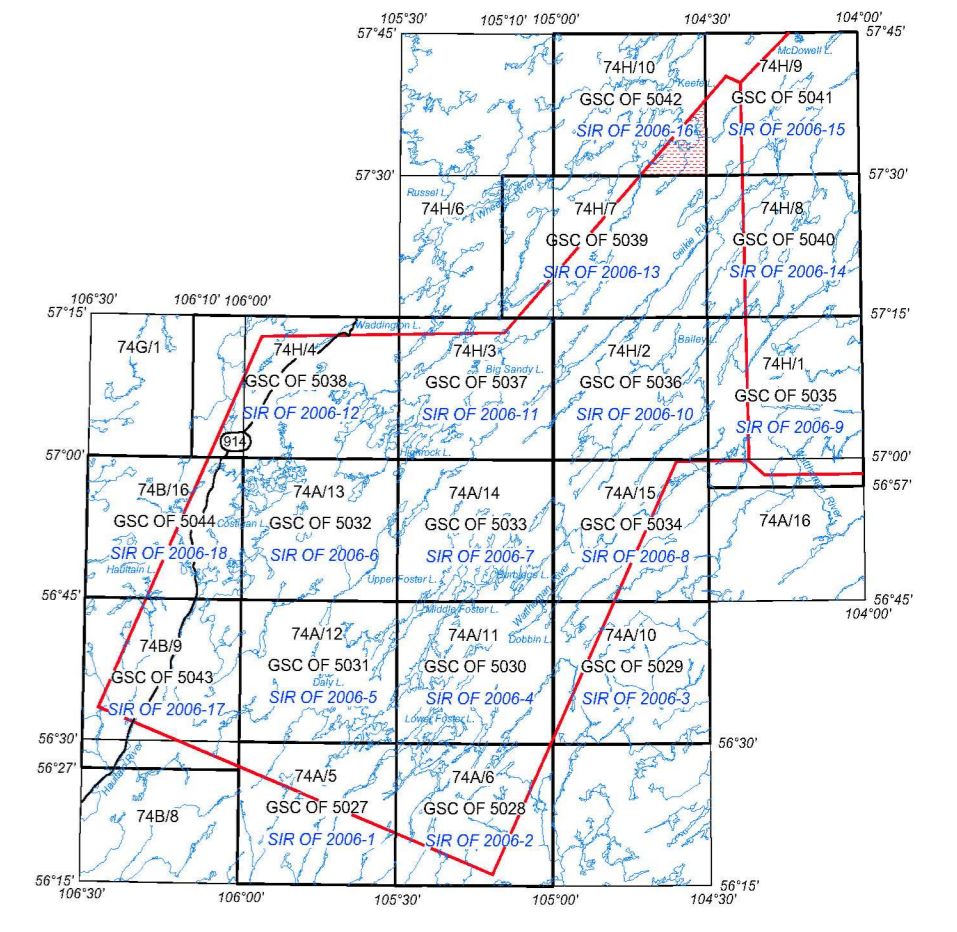 105°30' 105°10' 105°00' 104°30' 104°00'
57°45' 57°45'
McDowell L.
74H/10 74H/9
Keefe L.
GSC OF 5042 GSC OF 5041
SIR OF 2006-16 SIR OF 2006-15
57°30' 57°30'
Russel L.
74H/6 74H/7 74H/8
Geikie River
GSC OF 5039 GSC OF 5040
SIR OF 2006-13 SIR OF 2006-14
106°30' 106°10' 106°00'
57°15' 57°15'
Waddington L.
Bailey L.
74G/1 74H/4 74H/3 74H/2 74H/1
Big Sandy L.
GSC OF 5038 GSC OF 5037 GSC OF 5036 GSC OF 5035
SIR OF 2006-12 SIR OF 2006-11 SIR OF 2006-10 SIR OF 2006-9
914
57°00' 57°00'
56°57'
74B/16 74A/13 74A/14 74A/15 74A/16
GSC OF 5044 GSC OF 5032 GSC OF 5033 GSC OF 5034
Costigan L.
SIR OF 2006-18 SIR OF 2006-6 SIR OF 2006-7 SIR OF 2006-8
Haultain L.
Upper Foster L. Burbidge L.
56°45' 56°45'
104°00'
Middle Foster L.
74B/9 74A/12 74A/11 74A/10
Dobbin L.
GSC OF 5043 GSC OF 5031 GSC OF 5030 GSC OF 5029
Daly L.
SIR OF 2006-17 SIR OF 2006-5 SIR OF 2006-4 SIR OF 2006-3
Lower Foster L.
56°30' 56°30'
56°27'
Haultain River
74A/5 74A/6
74B/8 GSC OF 5027 GSC OF 5028
SIR OF 2006-1 SIR OF 2006-2
56°15' 56°15'
106°30' 106°00' 105°30' 105°00' 104°30'